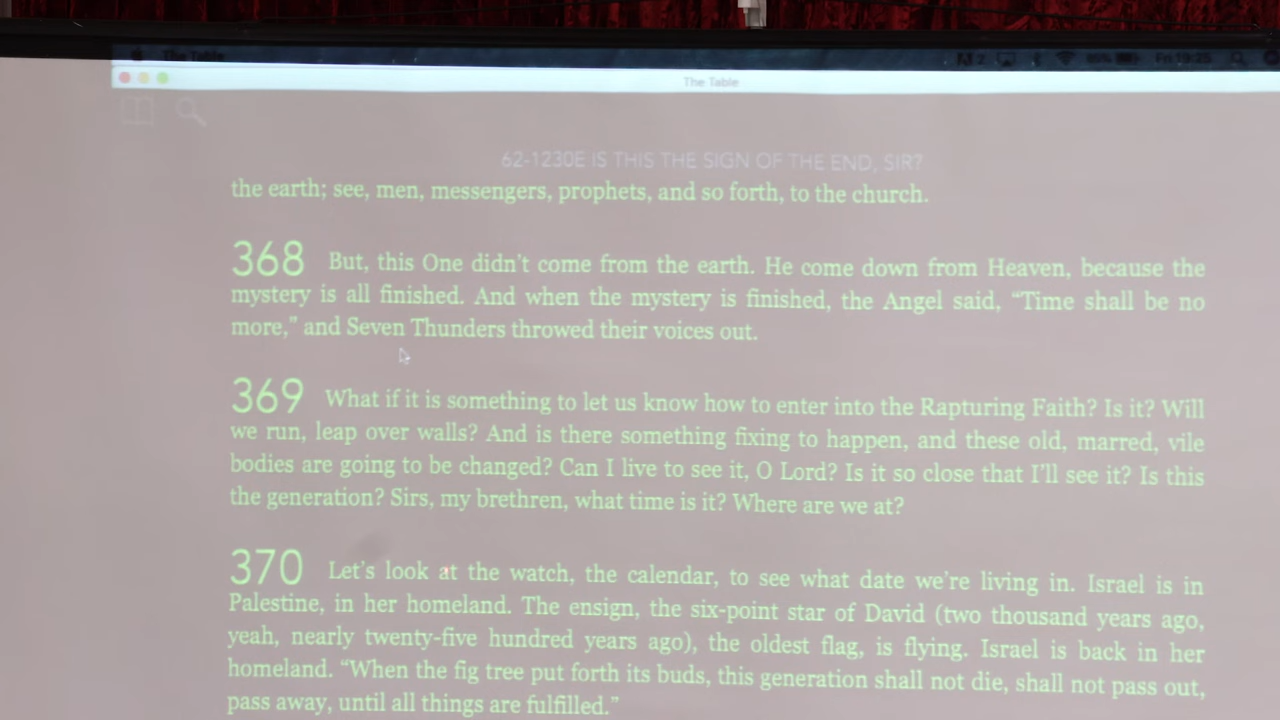 The Table
Fri 19:25
The Table
62-1230E IS THIS THE SIGN OF THE END, SIR?
the earth; see, men, messengers, prophets, and so forth, to the church.
368 But, this One didn't come from the earth. He come down from Heaven, because the
mystery is all finished. And when the mystery is finished, the Angel said, “Time shall be no
more,” and Seven Thunders throwed their voices out.
369 What if it is something to let us know how to enter into the Rapturing Faith? Is it? Will
we run, leap over walls? And is there something fixing to happen, and these old, marred, vile
bodies are going to be changed? Can I live to see it, O Lord? Is it so close that I'll see it? Is this
the generation? Sirs, my brethren, what time is it? Where are we at?
370 Let's look at the watch, the calendar, to see what date we're living in. Israel is in
Palestine, in her homeland. The ensign, the six-point star of David (two thousand years ago,
yeah, nearly twenty-five hundred years ago), the oldest flag, is flying. Israel is back in her
homeland. “When the fig tree put forth its buds, this generation shall not die, shall not pass out,
pass away, until all things are fulfilled.”